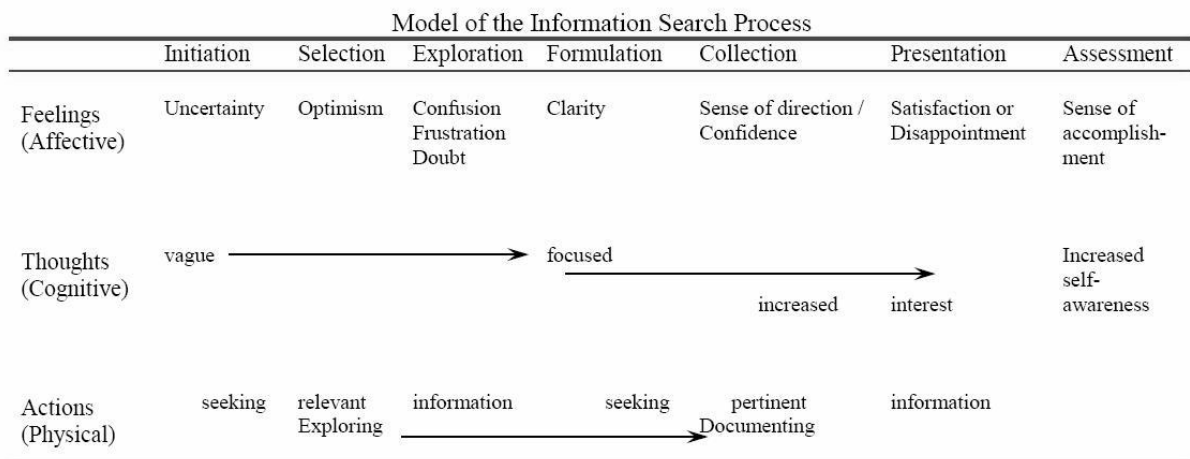 Model of the Information Search Process
Initiation Selection Exploration Formulation Collection Presentation Assessment
Feelings (Affective) Uncertainty Optimism Confusion Frustration Doubt Clarity Sense of direction / Confidence Satisfaction or Disappointment Sense of accomplish-ment
Thoughts (Cognitive) vague focused Increased self-awareness
increased interest
Actions (Physical) seeking relevant information seeking pertinent information
Exploring Documenting